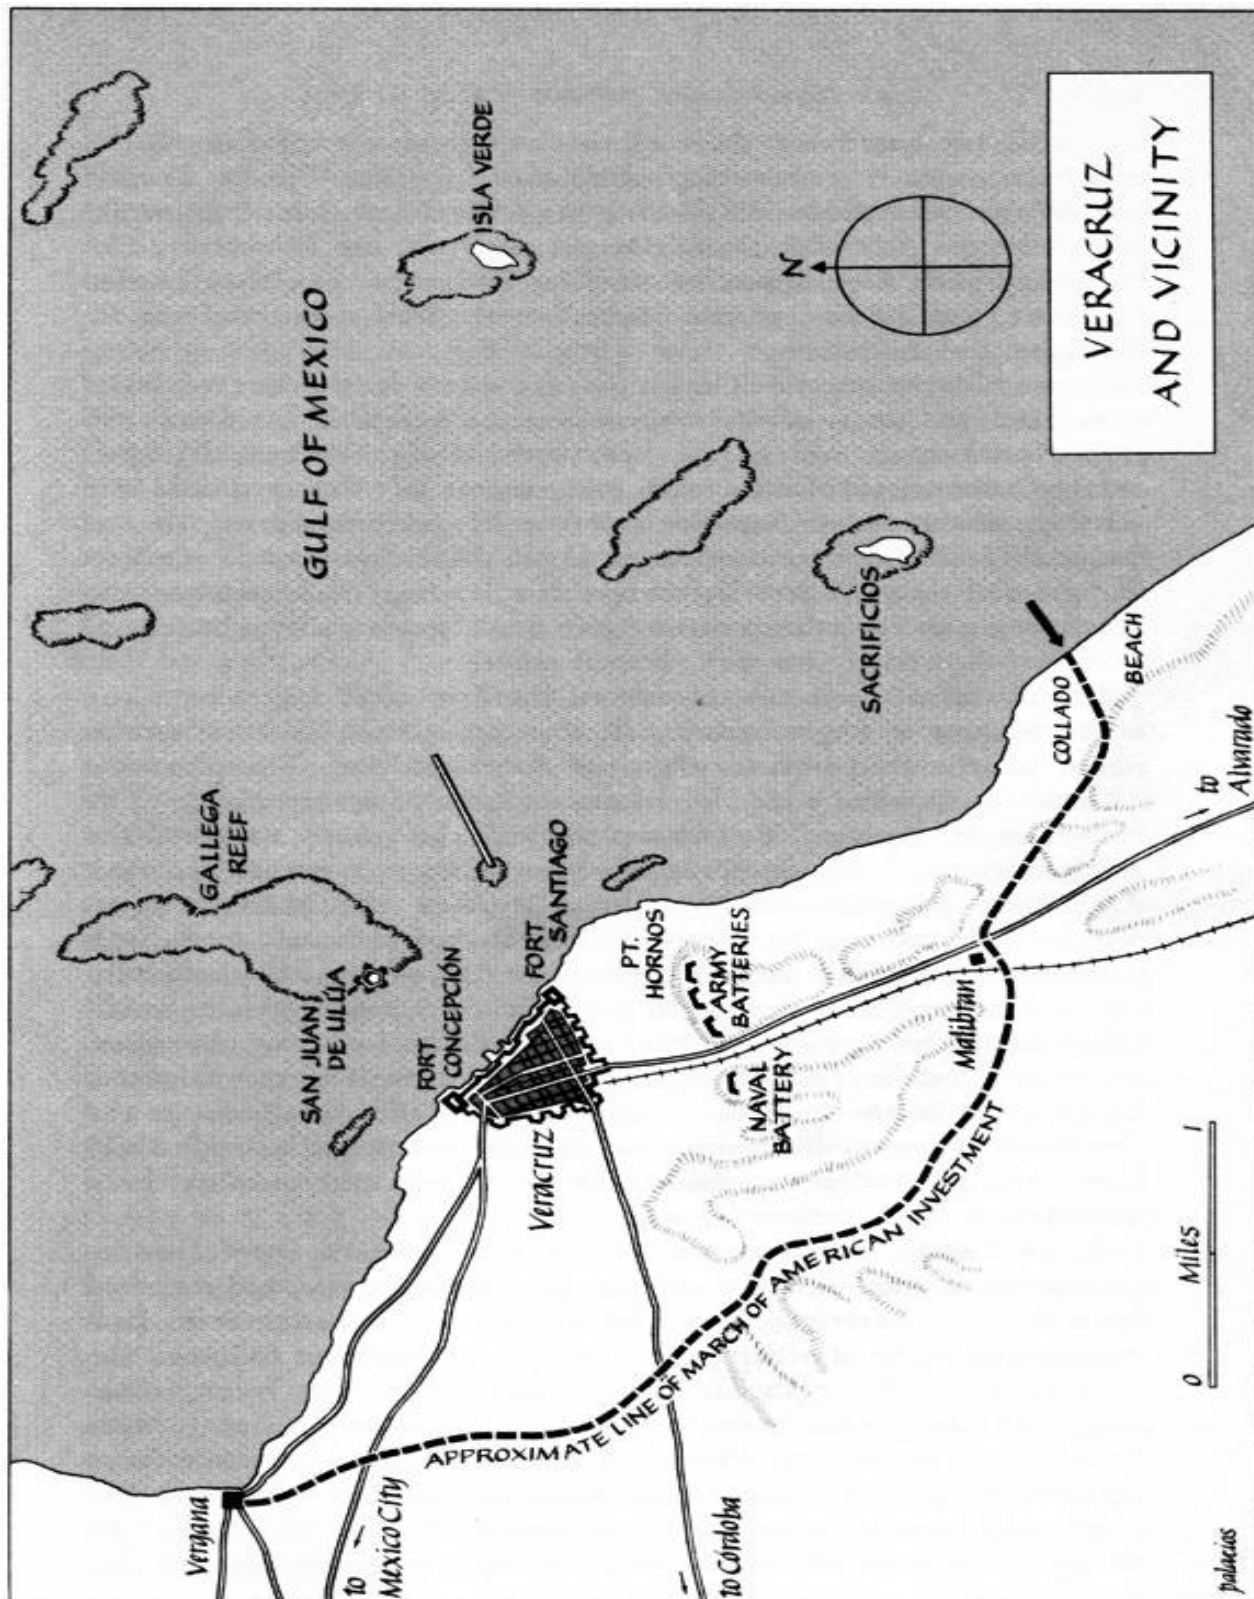 VERACRUZ
AND VICINITY
N
GULF OF MEXICO
ISLA VERDE
GALLEGA
REEF
SAN JUAN
DE ULÚA
FORT
CONCEPCIÓN
FORT
SANTIAGO
Veracruz
PT.
HORNOS
ARMY
BATTERIES
NAVAL
BATTERY
SACRIFICIOS
COLLADO
BEACH
Malibran
to
Alvarado
Vergana
to
Mexico City
to Córdoba
APPROXIMATE LINE OF MARCH OF AMERICAN INVESTMENT
0 Miles 1
palacios